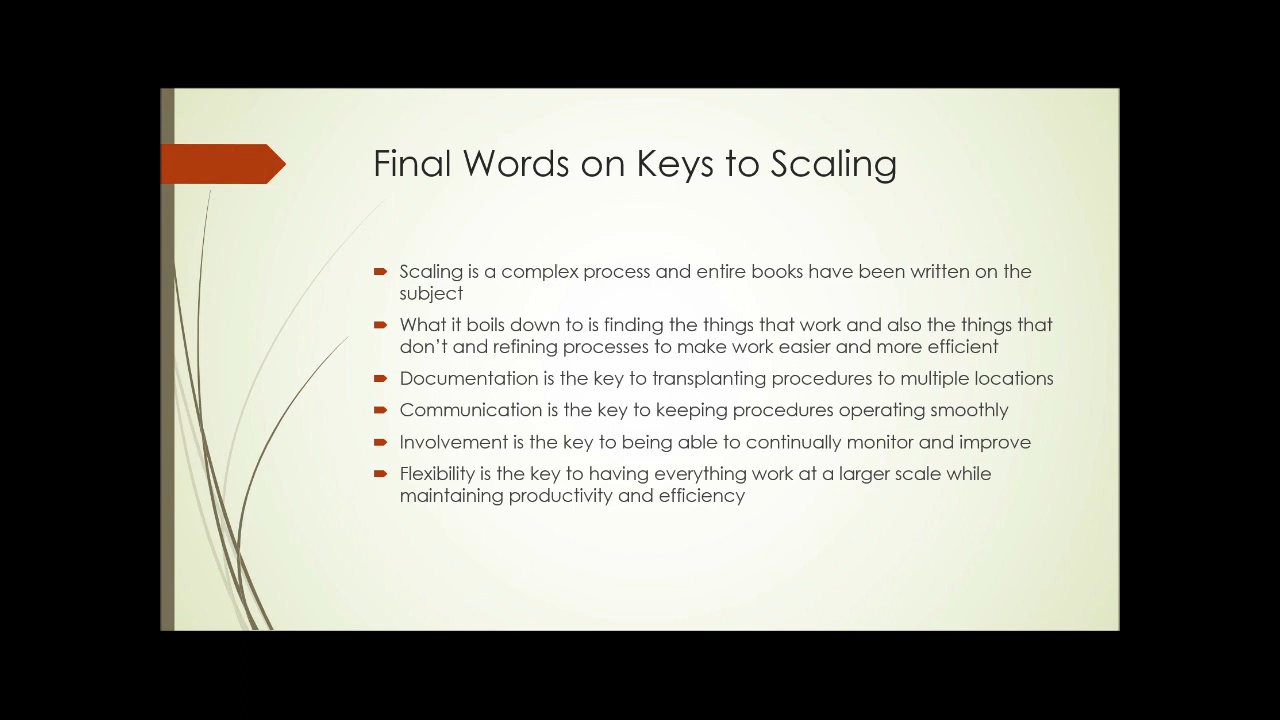 Final Words on Keys to Scaling
Scaling is a complex process and entire books have been written on the
subject
What it boils down to is finding the things that work and also the things that
don’t and refining processes to make work easier and more efficient
Documentation is the key to transplanting procedures to multiple locations
Communication is the key to keeping procedures operating smoothly
Involvement is the key to being able to continually monitor and improve
Flexibility is the key to having everything work at a larger scale while
maintaining productivity and efficiency